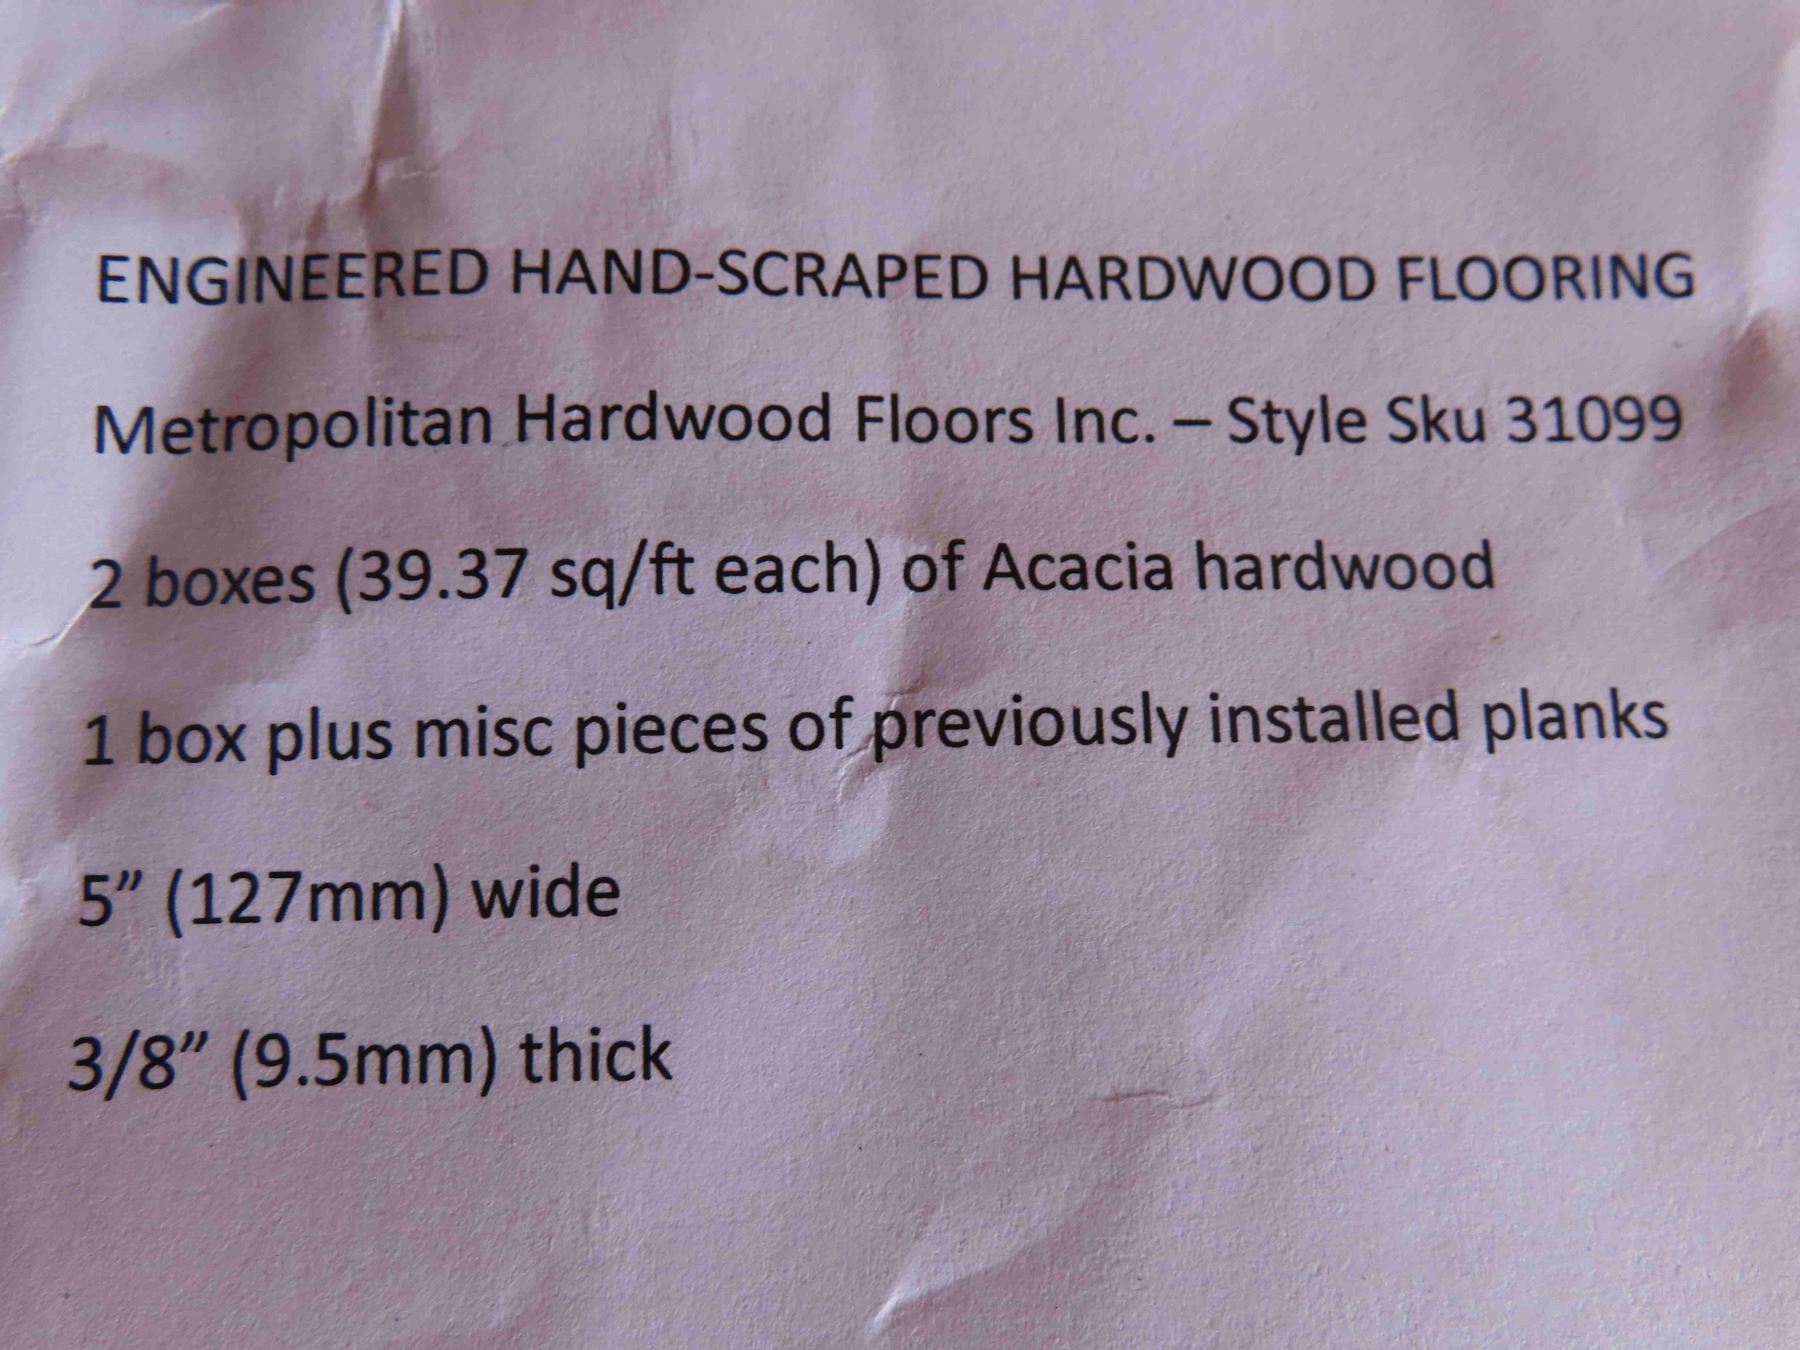 ENGINEERED HAND-SCRAPED HARDWOOD FLOORING
Metropolitan Hardwood Floors Inc. – Style Sku 31099
2 boxes (39.37 sq/ft each) of Acacia hardwood
1 box plus misc pieces of previously installed planks
5” (127mm) wide
3/8” (9.5mm) thick